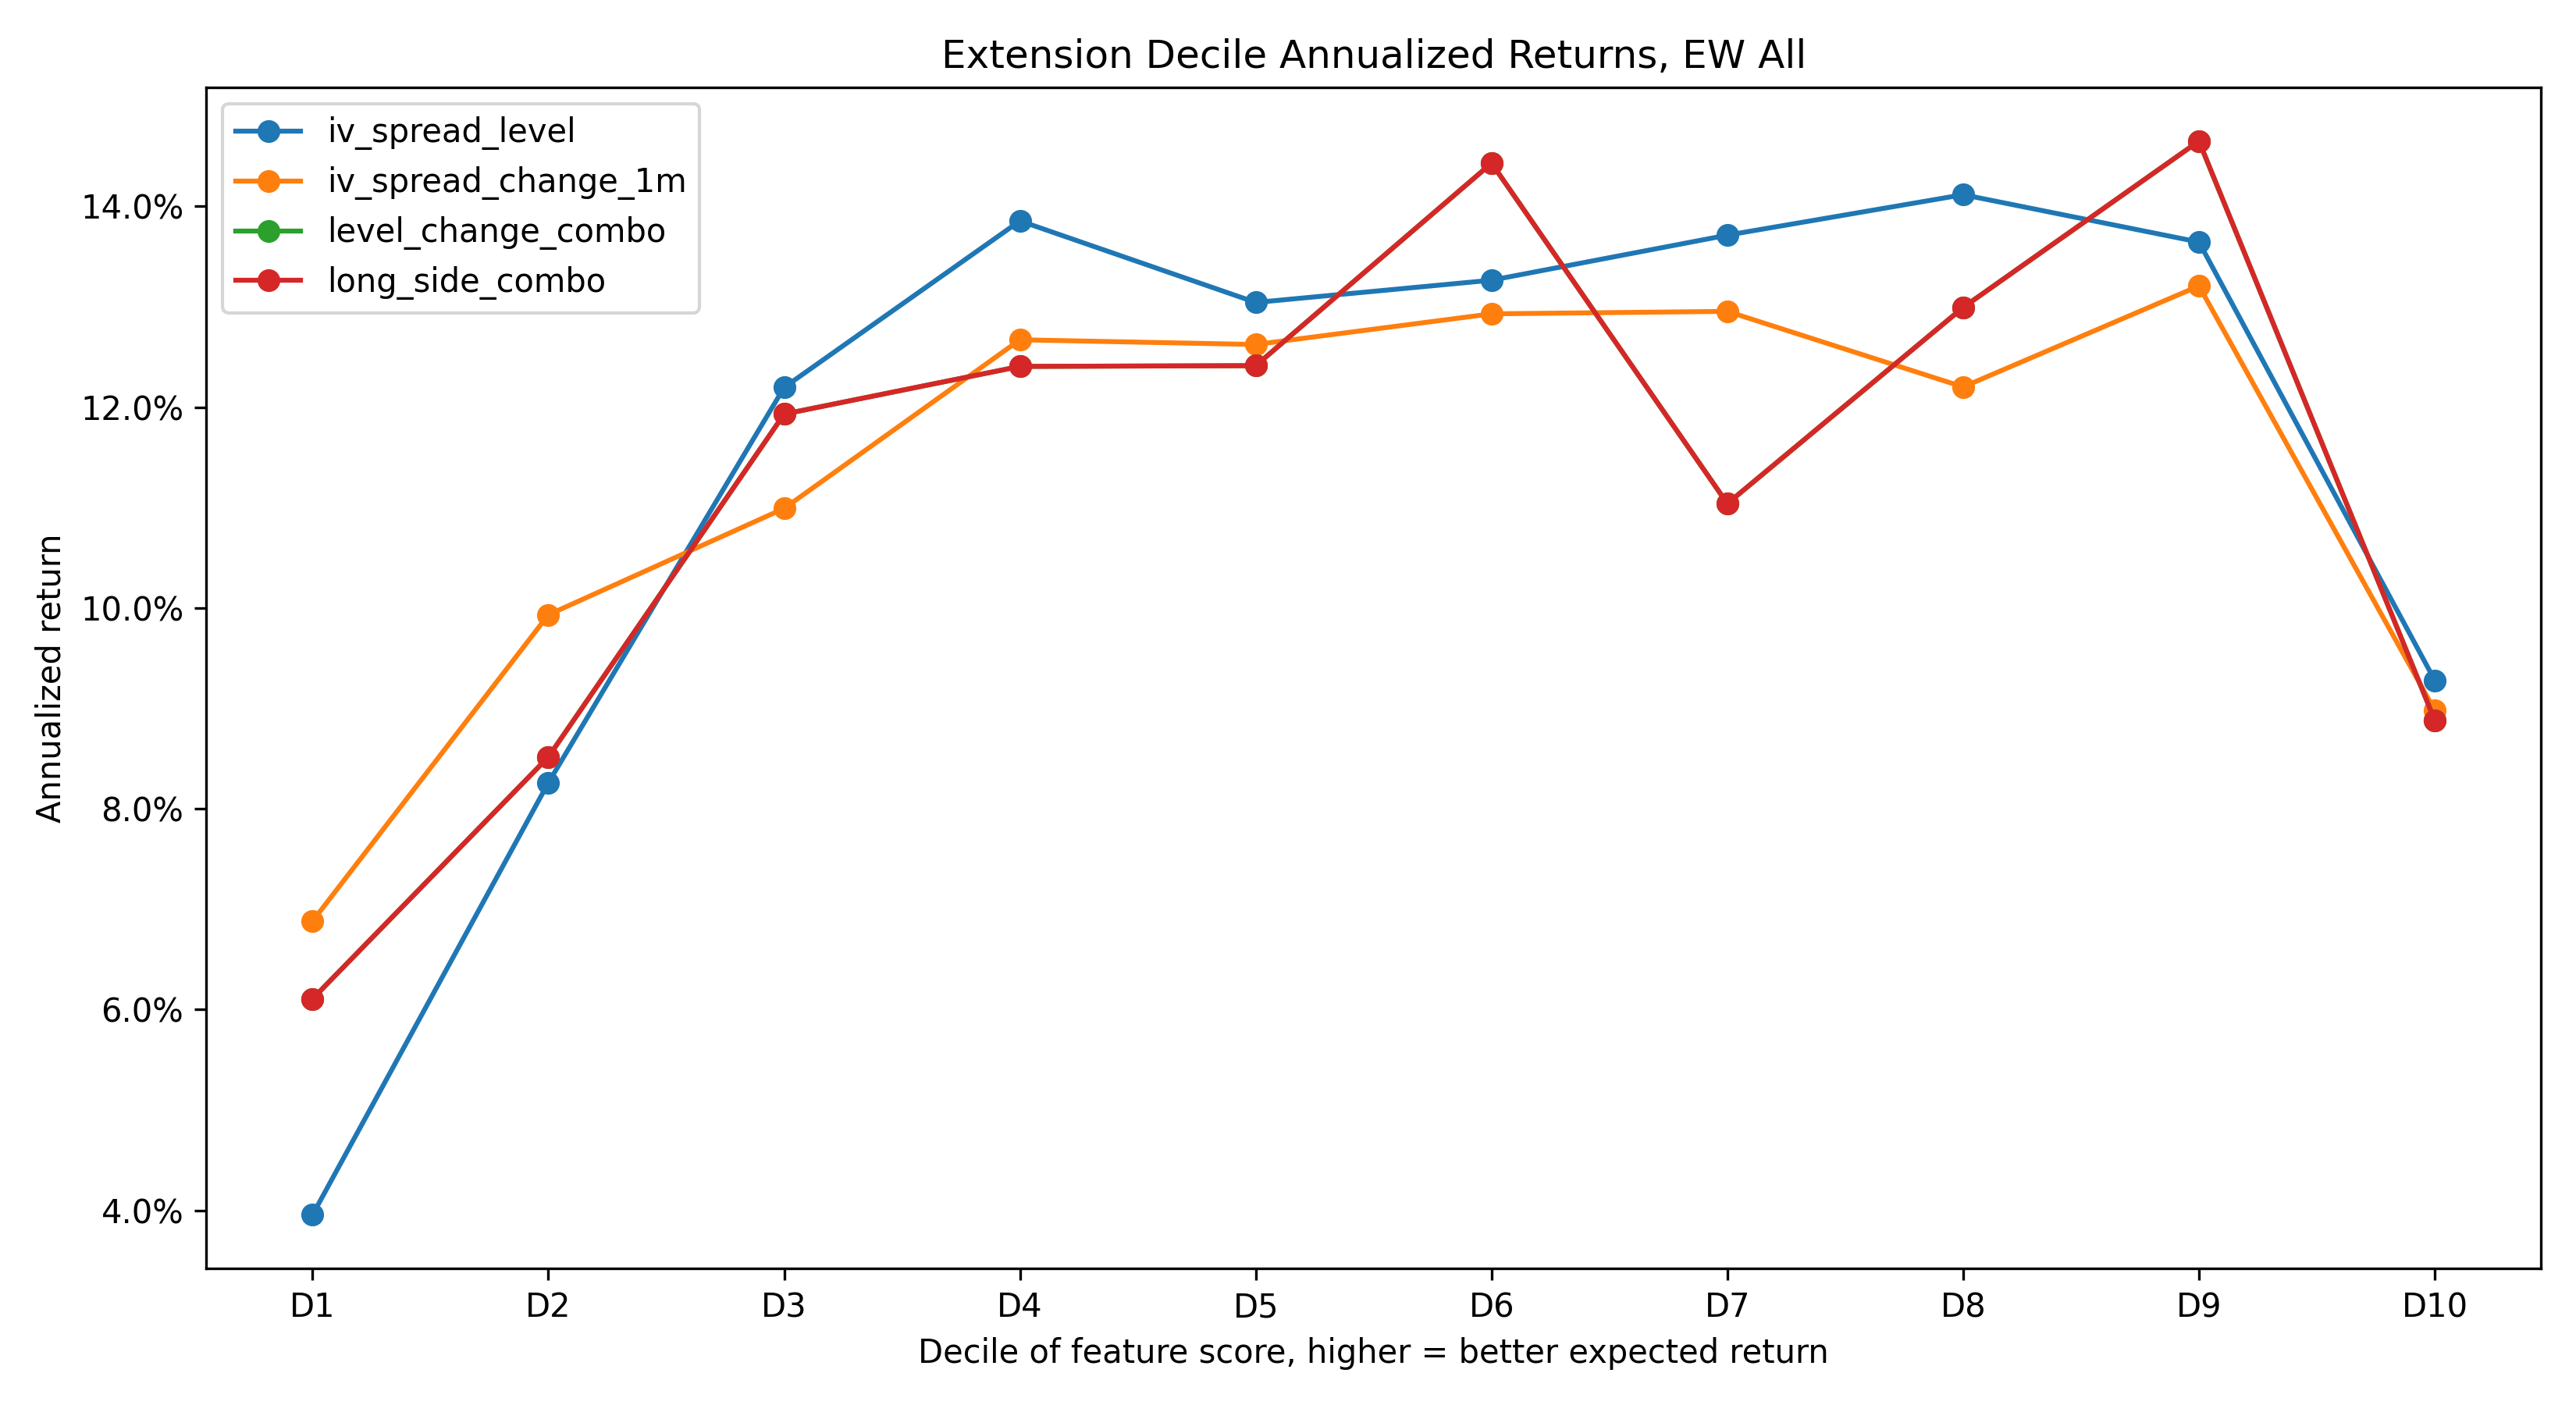 Extension Decile Annualized Returns, EW All
iv_spread_level
iv_spread_change_1m
level_change_combo
long_side_combo
14.0%
12.0%
10.0%
8.0%
6.0%
4.0%
Annualized return
D1 D2 D3 D4 D5 D6 D7 D8 D9 D10
Decile of feature score, higher = better expected return